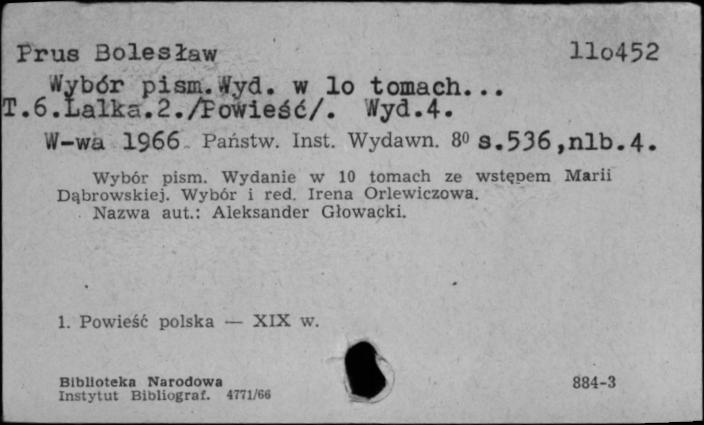 Prus Bolesław 11o452
Wybór pism.Wyd. w lo tomach...
T.6.Lalka.2./Powieść/. Wyd.4.
W-wa 1966. Państw. Inst. Wydawn. 8⁰ s.536,nlb.4.
Wybór pism. Wydanie w 10 tomach ze wstępem Marii
Dąbrowskiej. Wybór i red. Irena Orlewiczowa.
Nazwa aut.: Aleksander Głowacki.
1. Powieść polska — XIX w.
Biblioteka Narodowa 884-3
Instytut Bibliograf. 4771/66